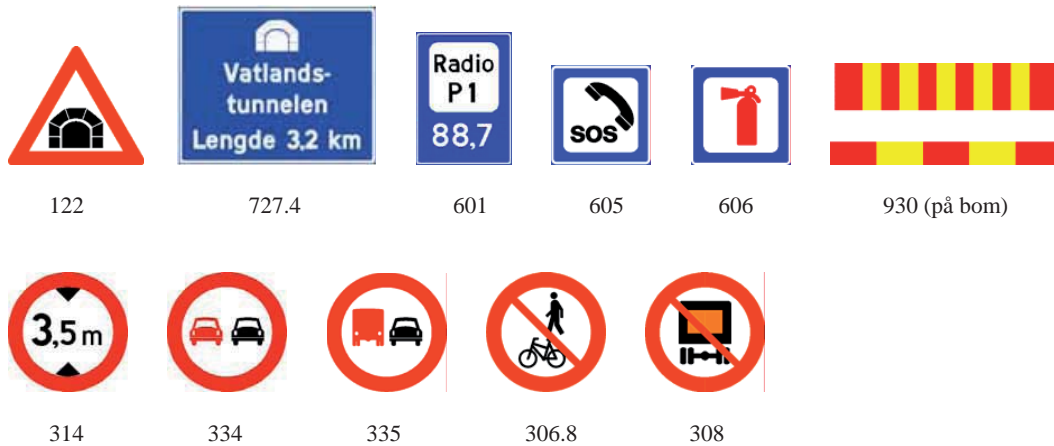 Vatlands-
tunnelen
Lengde 3,2 km
Radio
P1
88,7
SOS
122
727.4
601
605
606
930 (på bom)
3,5 m
314
334
335
306.8
308